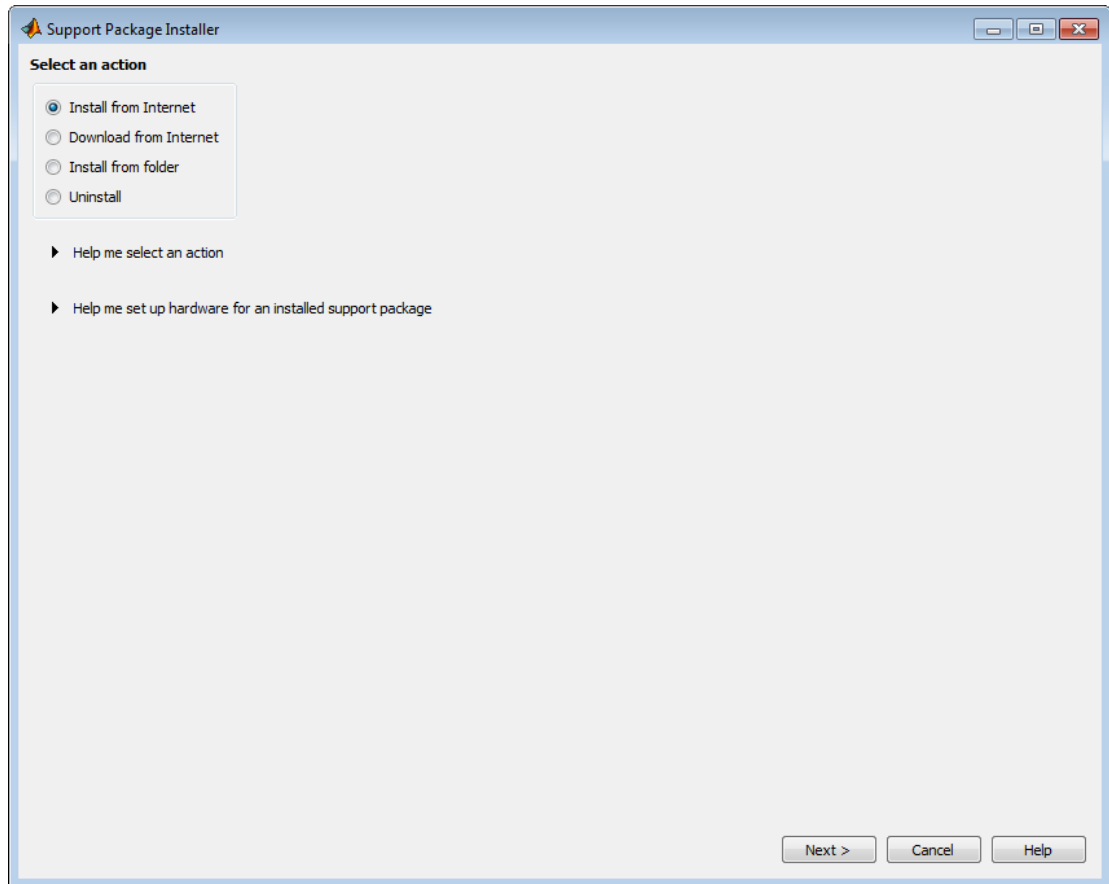 Support Package Installer
Select an action
Install from Internet
Download from Internet
Install from folder
Uninstall
Help me select an action
Help me set up hardware for an installed support package
Next > Cancel Help